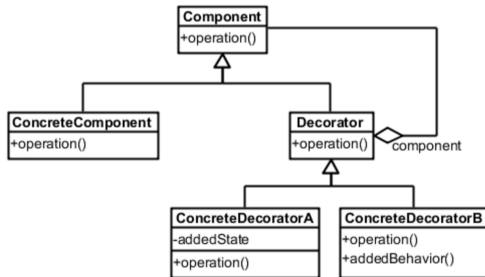 Component
+operation()
ConcreteComponent
+operation()
Decorator
+operation()
component
ConcreteDecoratorA
-addedState
+operation()
ConcreteDecoratorB
+operation()
+addedBehavior()